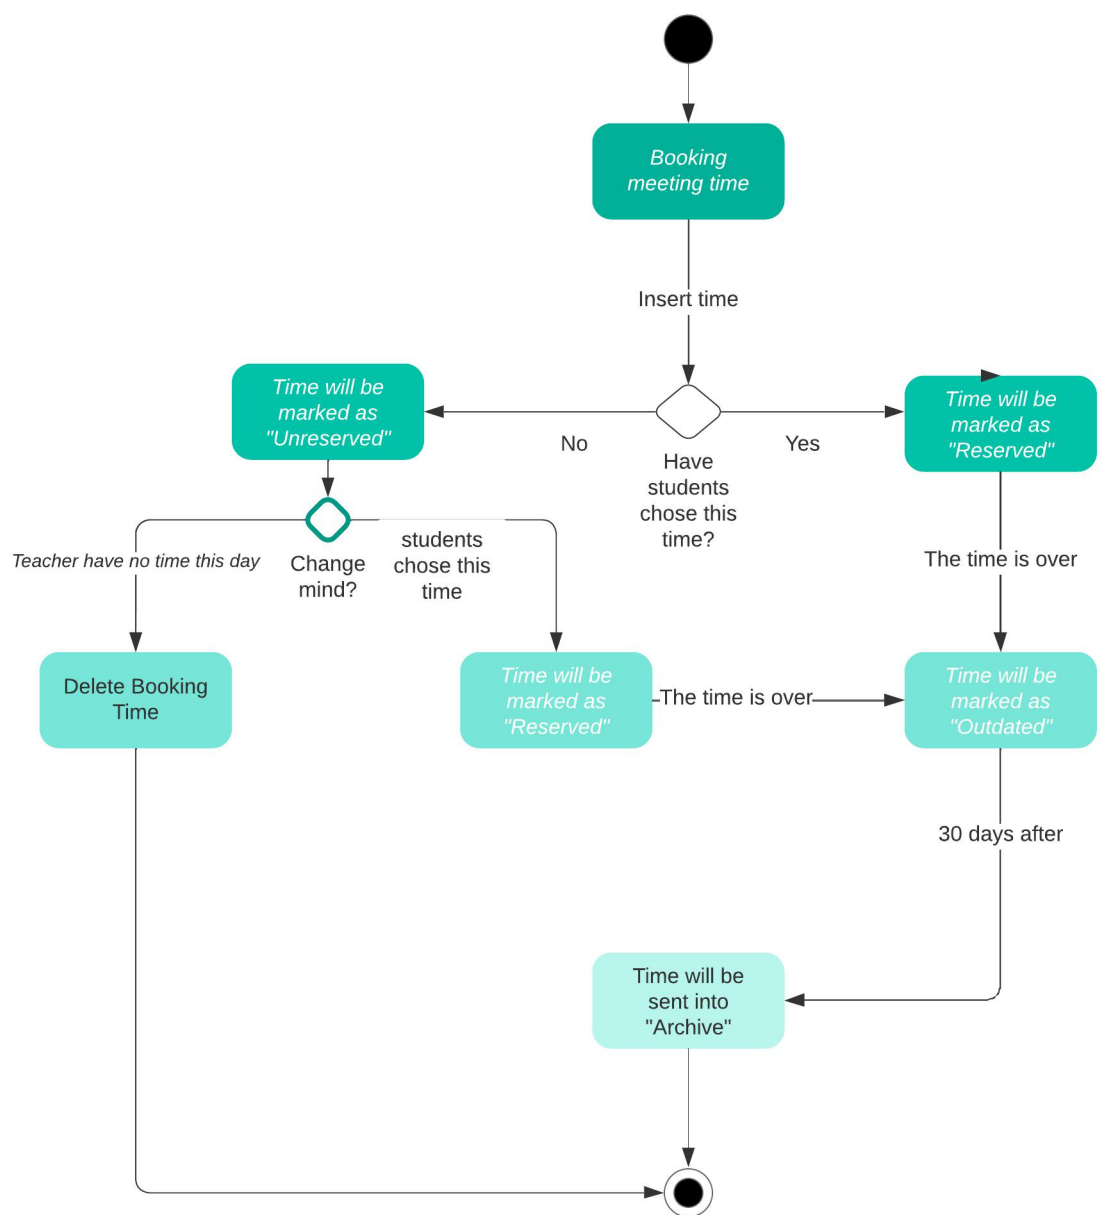 Booking
meeting time
Insert time
Time will be
marked as
"Unreserved"
No
Yes
Have
students
chose this
time?
Time will be
marked as
"Reserved"
Teacher have no time this day
Change
mind?
students
chose this
time
The time is over
Delete Booking
Time
Time will be
marked as
"Reserved"
The time is over
Time will be
marked as
"Outdated"
30 days after
Time will be
sent into
"Archive"